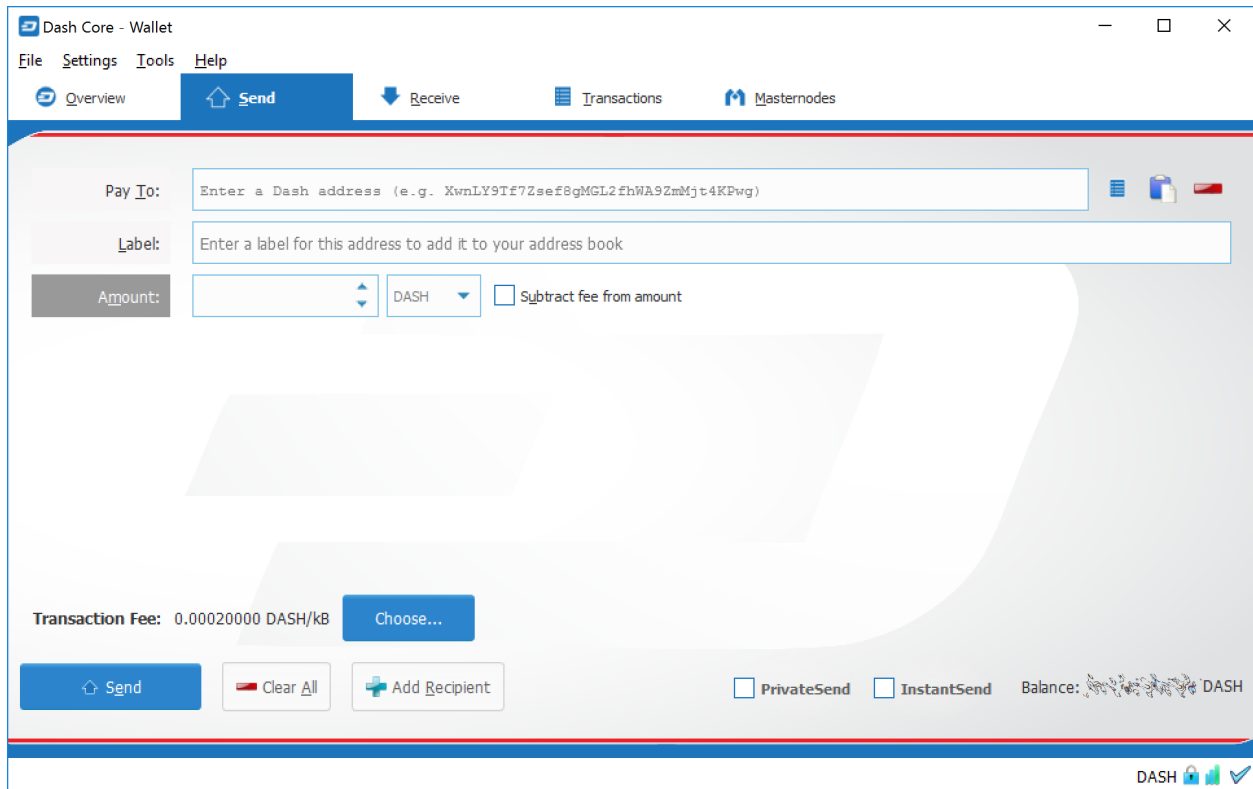 Dash Core - Wallet
File Settings Tools Help
Overview Send Receive Transactions Masternodes
Pay To: Enter a Dash address (e.g. XwnLY9Tf7Zsef8gMGL2fhWA9ZmMjt4KPwg)
Label: Enter a label for this address to add it to your address book
Amount: DASH Subtract fee from amount
Transaction Fee: 0.00020000 DASH/kB Choose...
Send Clear All Add Recipient PrivateSend InstantSend Balance: DASH
DASH